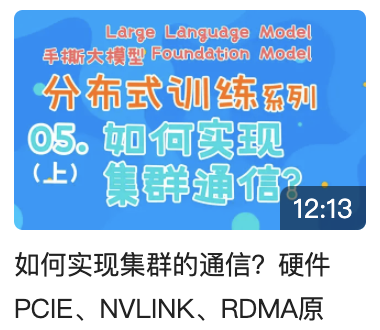 Large Language Model
手撕大模型 Foundation Model
分布式训练系列
05. 如何实现
（上） 集群通信？
12:13
如何实现集群的通信？硬件
PCIE、NVLINK、RDMA原